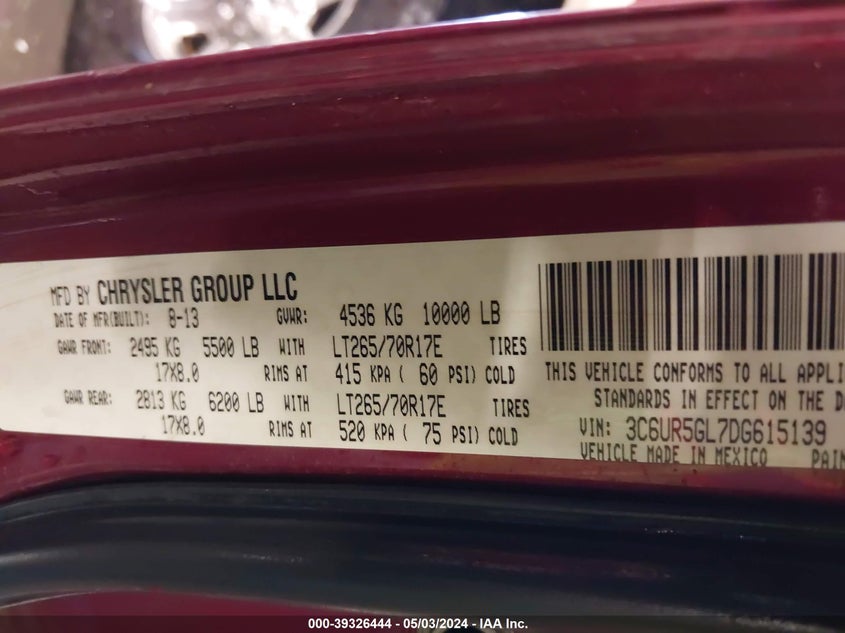 MFD BY CHRYSLER GROUP LLC
DATE OF MFR(BUILT): 8-13 GVWR: 4536 KG 10000 LB
GAWR FRONT: 2495 KG 5500 LB WITH LT265/70R17E TIRES
17X8.0 RIMS AT 415 KPA ( 60 PSI) COLD
GAWR REAR: 2813 KG 6200 LB WITH LT265/70R17E TIRES
17X8.0 RIMS AT 520 KPA ( 75 PSI) COLD
THIS VEHICLE CONFORMS TO ALL APPLI
STANDARDS IN EFFECT ON THE D
VIN: 3C6UR5GL7DG615139
VEHICLE MADE IN MEXICO PAIN
000-39326444 - 05/03/2024 - IAA Inc.